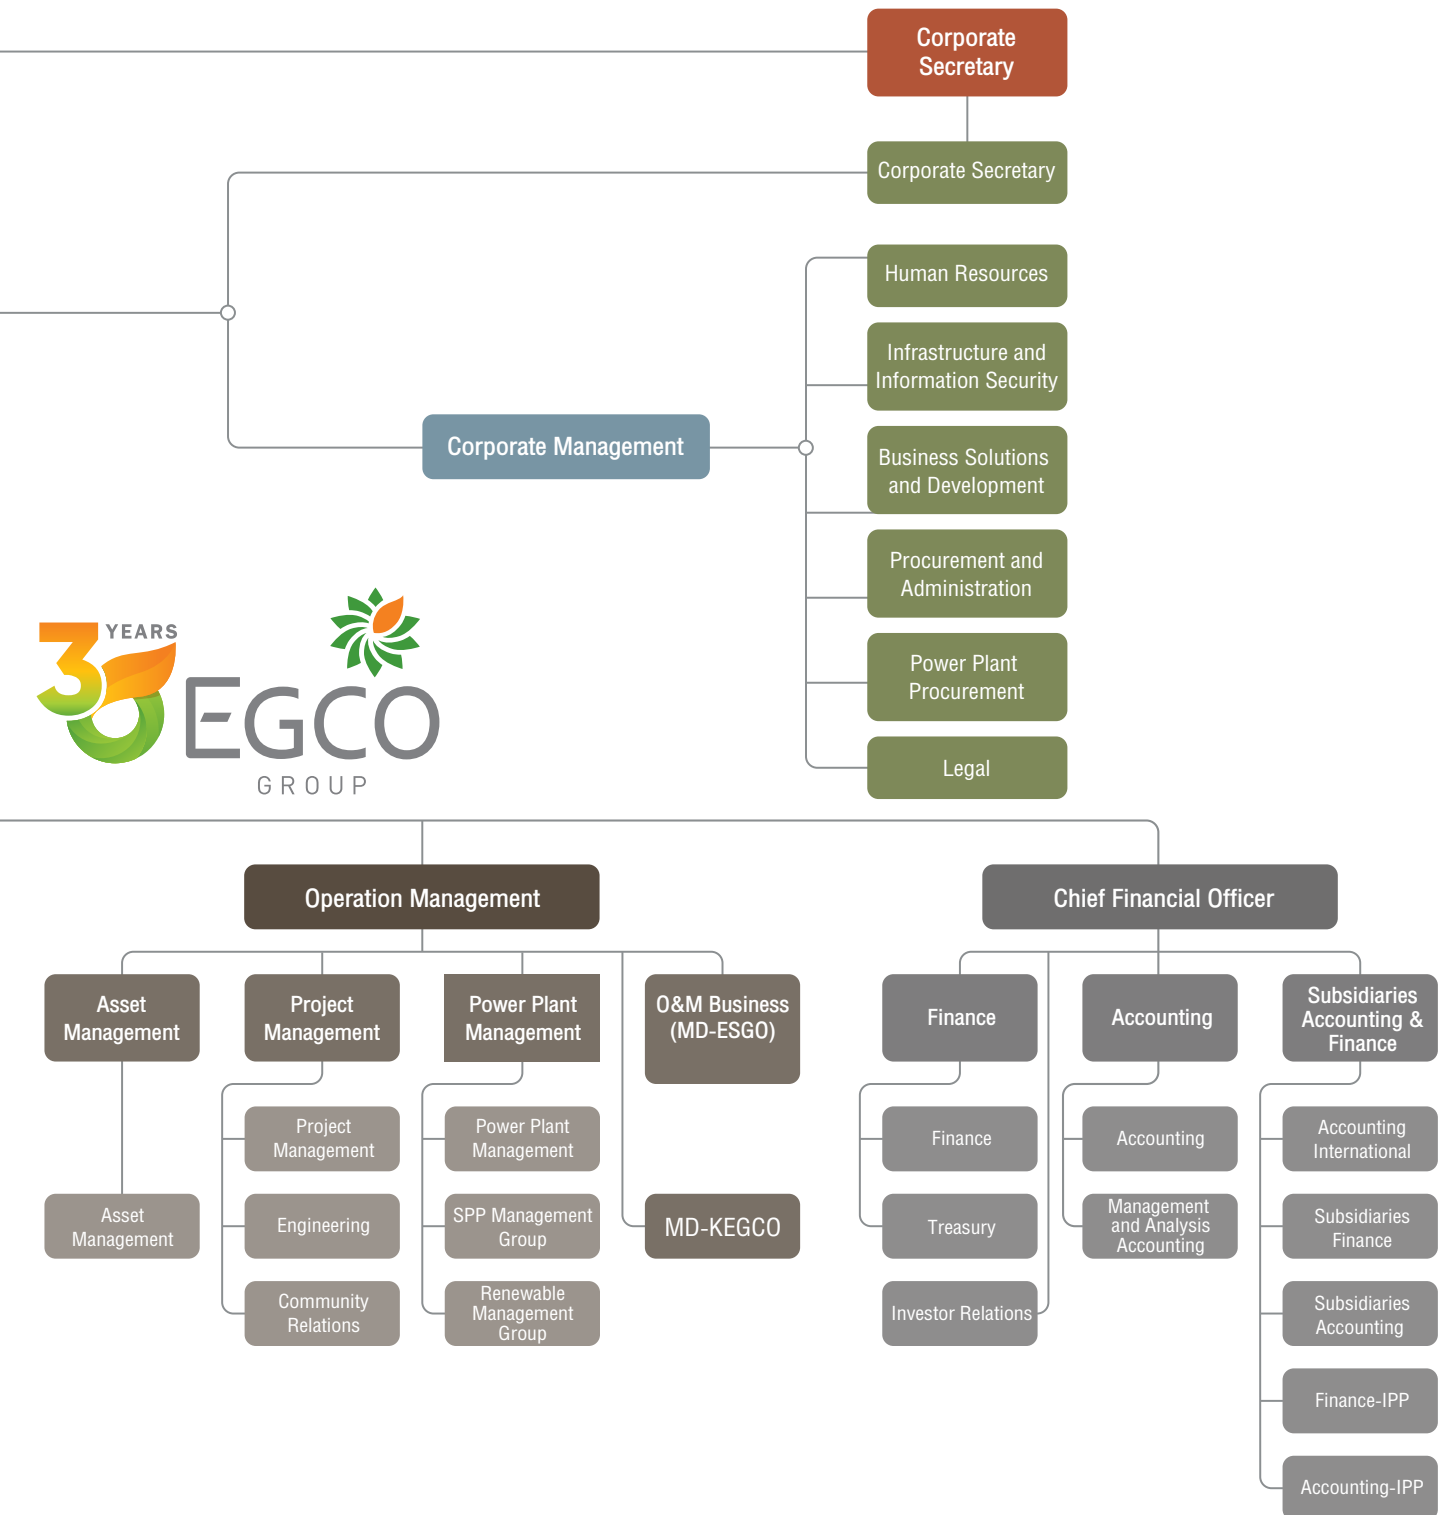 Corporate
Secretary
Corporate Secretary
Human Resources
Infrastructure and
Information Security
Corporate Management
Business Solutions
and Development
Procurement and
Administration
Power Plant
Procurement
Legal
30 YEARS
EGCO
GROUP
Operation Management
Chief Financial Officer
Asset
Management
Project
Management
Power Plant
Management
O&M Business
(MD-ESGO)
Finance
Accounting
Subsidiaries
Accounting &
Finance
Project
Management
Power Plant
Management
Finance
Accounting
Accounting
International
Asset
Management
Engineering
SPP Management
Group
MD-KEGCO
Treasury
Management
and Analysis
Accounting
Subsidiaries
Finance
Community
Relations
Renewable
Management
Group
Investor Relations
Subsidiaries
Accounting
Finance-IPP
Accounting-IPP